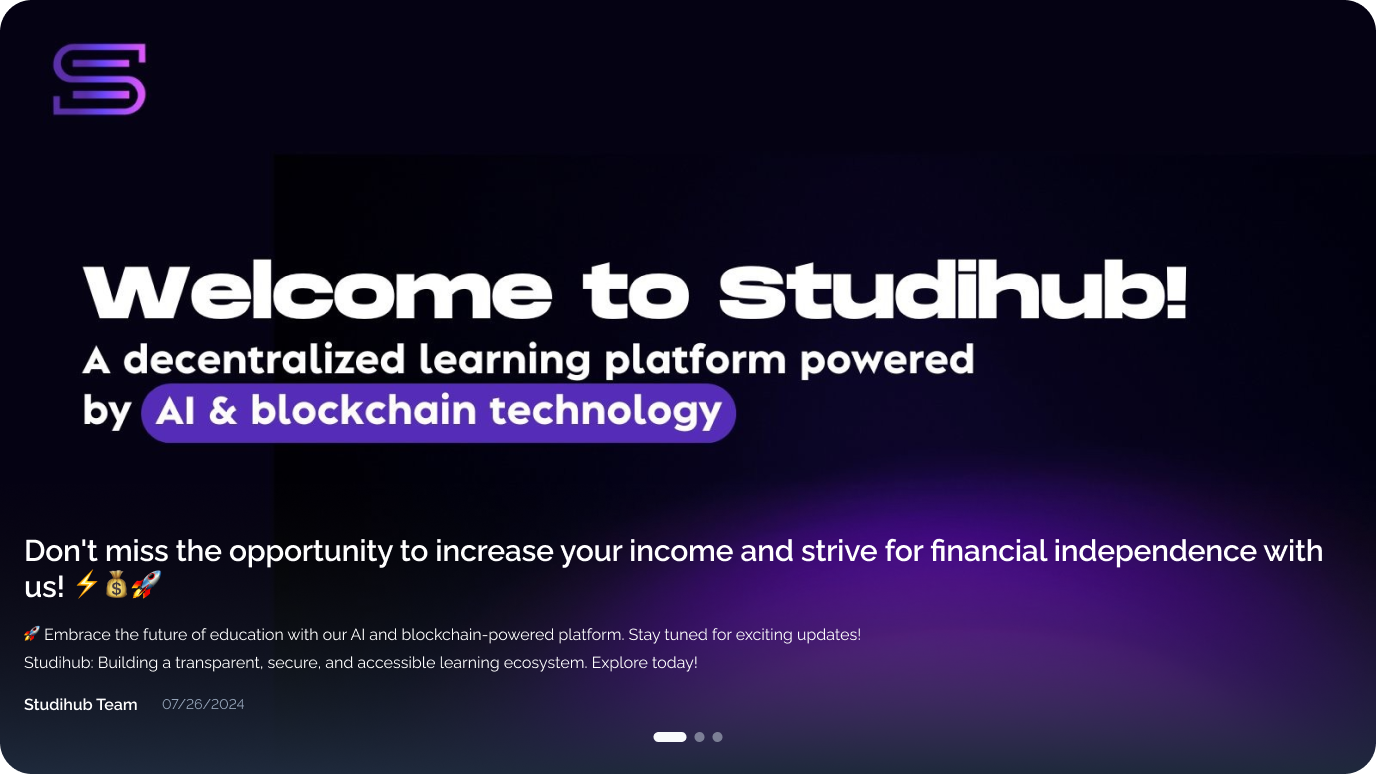 Welcome to Studihub!
A decentralized learning platform powered
by AI & blockchain technology
Don't miss the opportunity to increase your income and strive for financial independence with
us! ⚡💰🚀
🚀 Embrace the future of education with our AI and blockchain-powered platform. Stay tuned for exciting updates!
Studihub: Building a transparent, secure, and accessible learning ecosystem. Explore today!
Studihub Team 07/26/2024